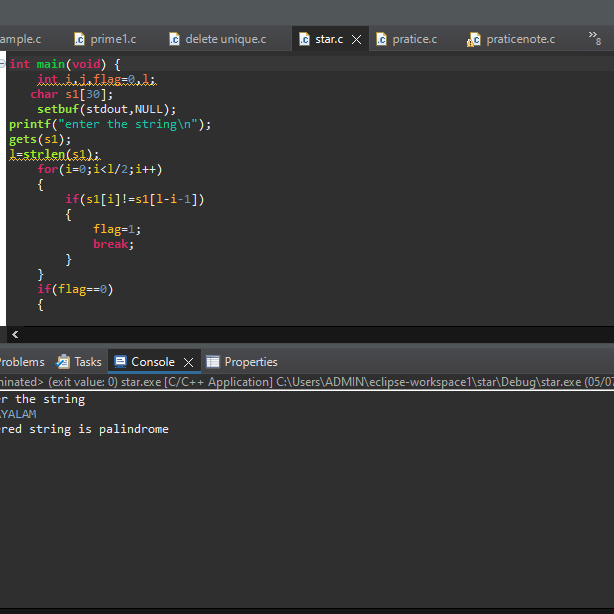 ample.c prime1.c delete unique.c star.c pratice.c praticenote.c »8
int main(void) {
int i,j,flag=0,l;
char s1[30];
setbuf(stdout,NULL);
printf("enter the string\n");
gets(s1);
l=strlen(s1);
for(i=0;i<l/2;i++)
{
if(s1[i]!=s1[l-i-1])
{
flag=1;
break;
}
}
if(flag==0)
{
roblems Tasks Console Properties
minated> (exit value: 0) star.exe [C/C++ Application] C:\Users\ADMIN\eclipse-workspace1\star\Debug\star.exe (05/07
er the string
AYALAM
red string is palindrome